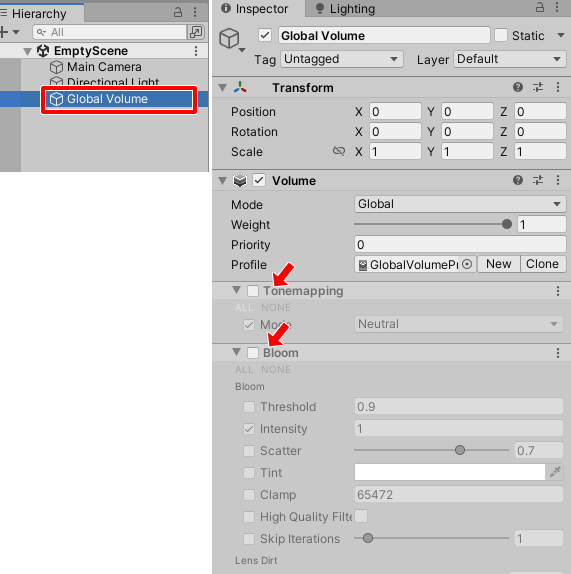 Hierarchy
All
EmptyScene
Main Camera
Directional Light
Global Volume
Inspector
Lighting
Global Volume
Static
Tag Untagged Layer Default
Transform
Position X 0 Y 0 Z 0
Rotation X 0 Y 0 Z 0
Scale X 1 Y 1 Z 1
Volume
Mode Global
Weight 1
Priority 0
Profile GlobalVolumePr New Clone
Tonemapping
ALL NONE
Mode Neutral
Bloom
ALL NONE
Bloom
Threshold 0.9
Intensity 1
Scatter 0.7
Tint
Clamp 65472
High Quality Filte
Skip Iterations 1
Lens Dirt